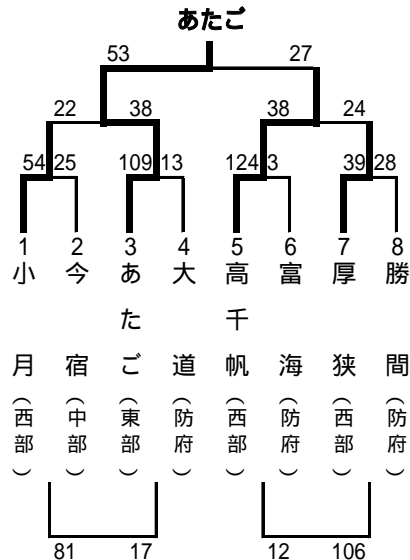 あたご
53 27
22 38 38 24
54 25 109 13 124 3 39 28
1 2 3 4 5 6 7 8
小月（西部）
今宿（中部）
あたご（東部）
大道（防府）
高千帆（西部）
富海（防府）
厚狭（西部）
勝間（防府）
81 17 12 106